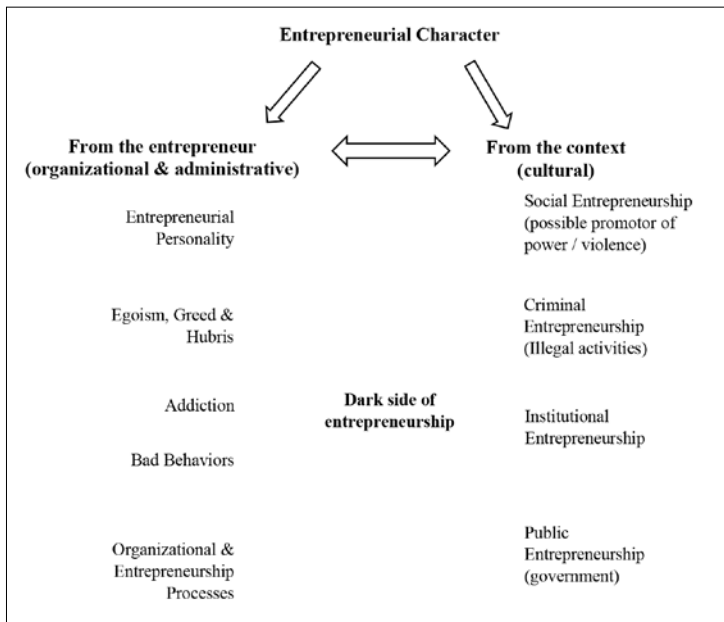 Entrepreneurial Character
From the entrepreneur
(organizational & administrative)
From the context
(cultural)
Entrepreneurial
Personality
Egoism, Greed &
Hubris
Addiction
Bad Behaviors
Organizational &
Entrepreneurship
Processes
Dark side of
entrepreneurship
Social Entrepreneurship
(possible promotor of
power / violence)
Criminal
Entrepreneurship
(Illegal activities)
Institutional
Entrepreneurship
Public
Entrepreneurship
(government)